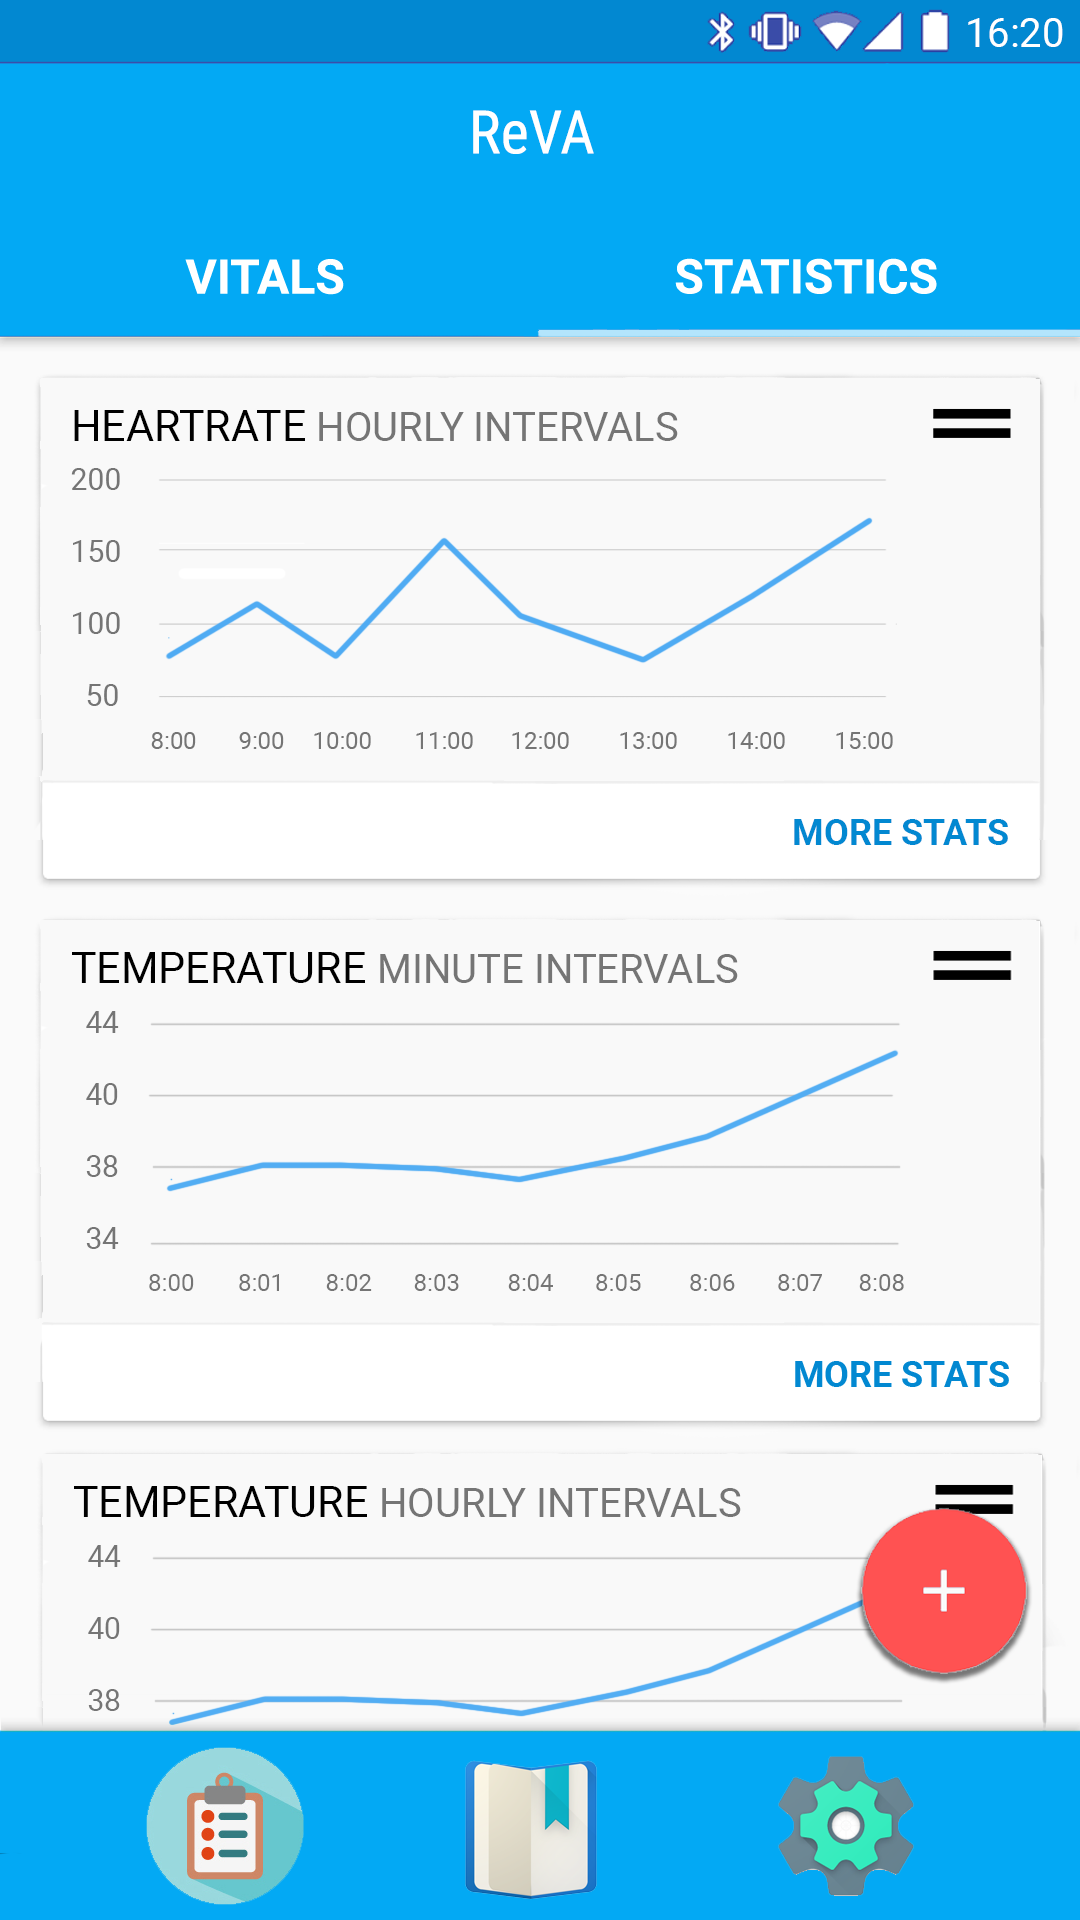 16:20
ReVA
VITALS STATISTICS
HEARTRATE HOURLY INTERVALS
200
150
100
50
8:00 9:00 10:00 11:00 12:00 13:00 14:00 15:00
MORE STATS
TEMPERATURE MINUTE INTERVALS
44
40
38
34
8:00 8:01 8:02 8:03 8:04 8:05 8:06 8:07 8:08
MORE STATS
TEMPERATURE HOURLY INTERVALS
44
40
38